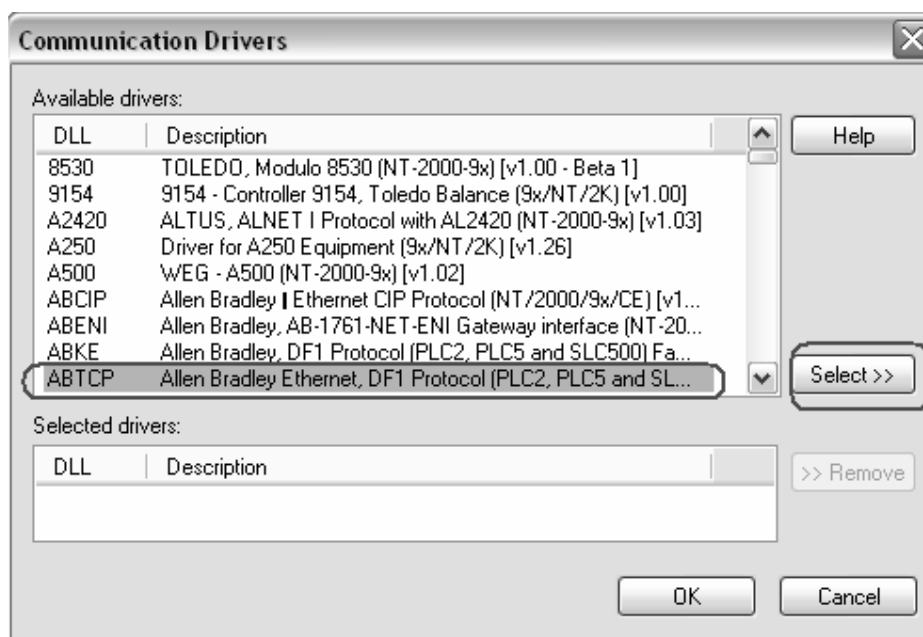 Communication Drivers
Available drivers:
DLL Description
8530 TOLEDO, Modulo 8530 (NT-2000-9x) [v1.00 - Beta 1]
9154 9154 - Controller 9154, Toledo Balance (9x/NT/2K) [v1.00]
A2420 ALTUS, ALNET I Protocol with AL2420 (NT-2000-9x) [v1.03]
A250 Driver for A250 Equipment (9x/NT/2K) [v1.26]
A500 WEG - A500 (NT-2000-9x) [v1.02]
ABCIP Allen Bradley | Ethernet CIP Protocol (NT/2000/9x/CE) [v1...
ABENI Allen Bradley, AB-1761-NET-ENI Gateway interface (NT-20...
ABKE Allen Bradley, DF1 Protocol (PLC2, PLC5 and SLC500) Fa...
ABTCP Allen Bradley Ethernet, DF1 Protocol (PLC2, PLC5 and SL...
Help
Select >>
Selected drivers:
DLL Description
>> Remove
OK Cancel